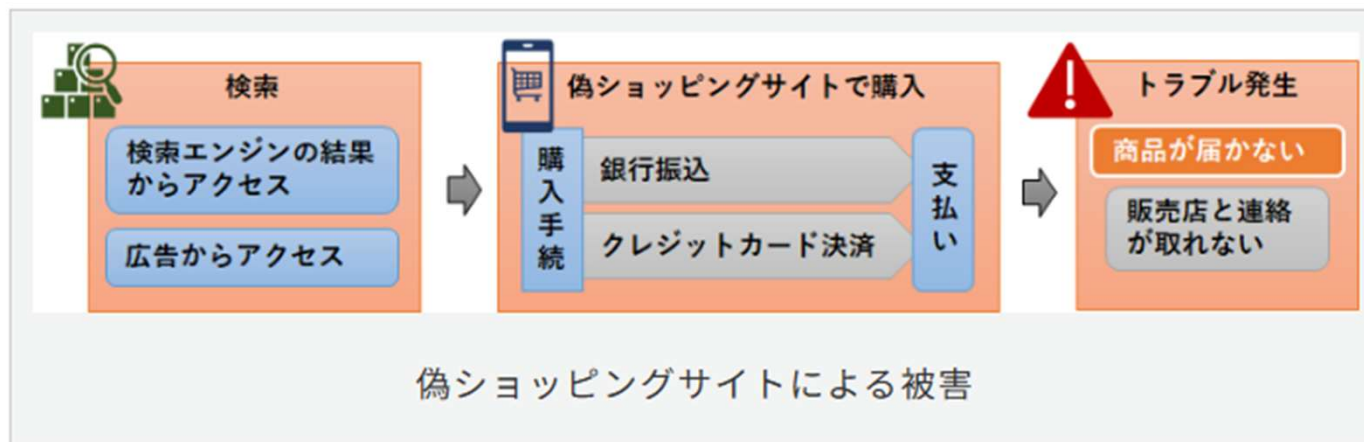 検索
検索エンジンの結果
からアクセス
広告からアクセス
偽ショッピングサイトで購入
購入手続
銀行振込
クレジットカード決済
支払い
トラブル発生
商品が届かない
販売店と連絡
が取れない
偽ショッピングサイトによる被害